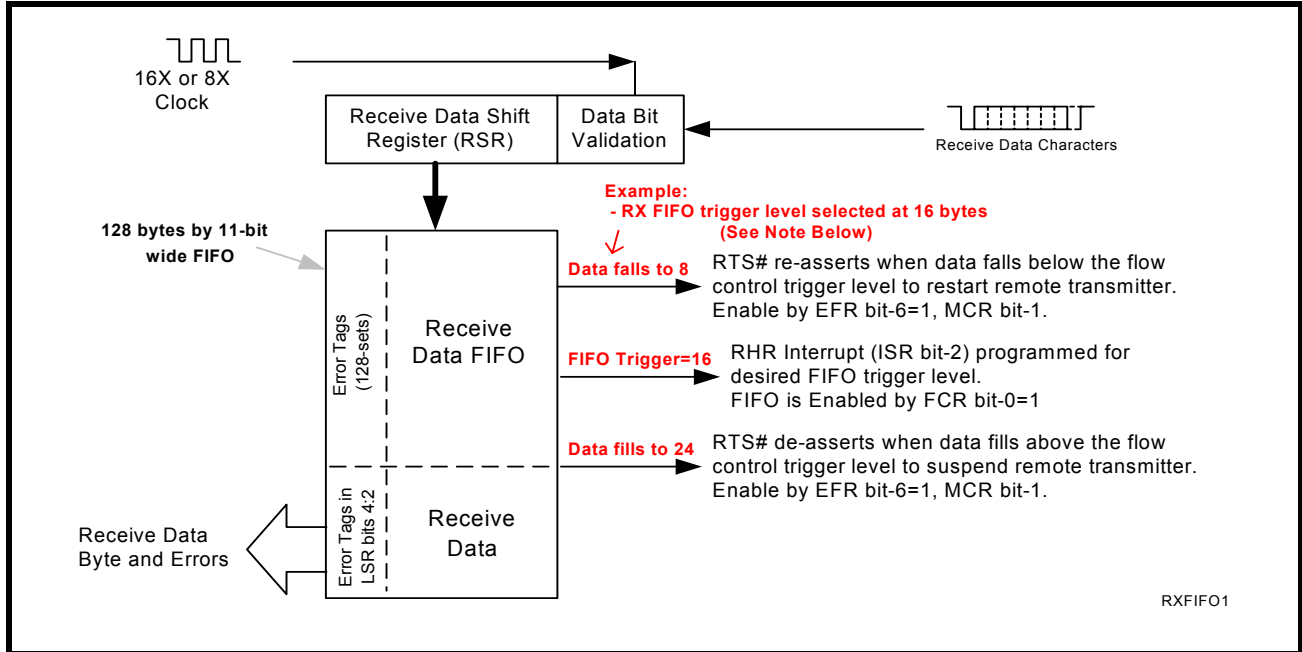 16X or 8X
Clock
Receive Data Shift
Register (RSR)
Data Bit
Validation
Receive Data Characters
128 bytes by 11-bit
wide FIFO
Example:
- RX FIFO trigger level selected at 16 bytes
(See Note Below)
Error Tags
(128-sets)
Receive
Data FIFO
Data falls to 8
RTS# re-asserts when data falls below the flow
control trigger level to restart remote transmitter.
Enable by EFR bit-6=1, MCR bit-1.
FIFO Trigger=16
RHR Interrupt (ISR bit-2) programmed for
desired FIFO trigger level.
FIFO is Enabled by FCR bit-0=1
Data fills to 24
RTS# de-asserts when data fills above the flow
control trigger level to suspend remote transmitter.
Enable by EFR bit-6=1, MCR bit-1.
Receive Data
Byte and Errors
Error Tags in
LSR bits 4:2
Receive
Data
RXFIFO1